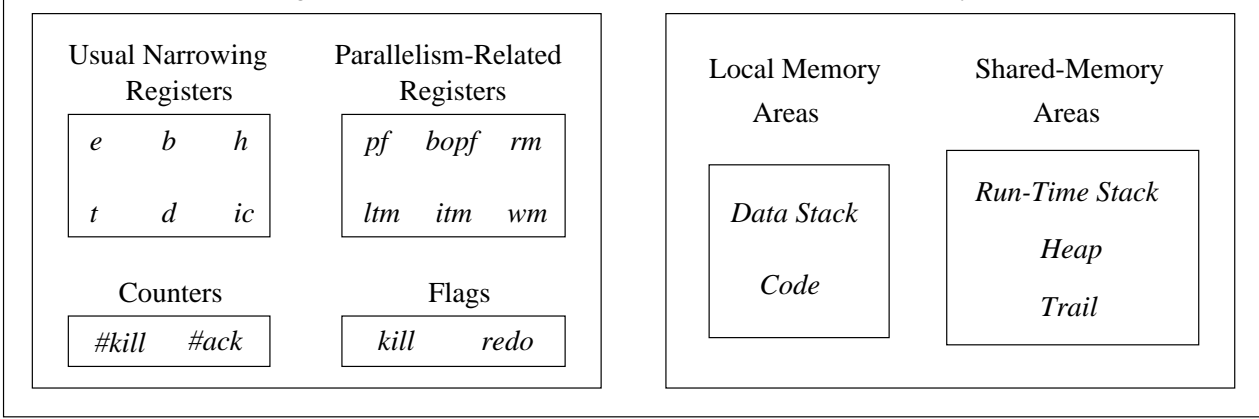 Usual Narrowing
Registers
e b h
t d ic
Parallelism-Related
Registers
pf bopf rm
ltm itm wm
Counters
#kill #ack
Flags
kill redo
Local Memory
Areas
Data Stack
Code
Shared-Memory
Areas
Run-Time Stack
Heap
Trail